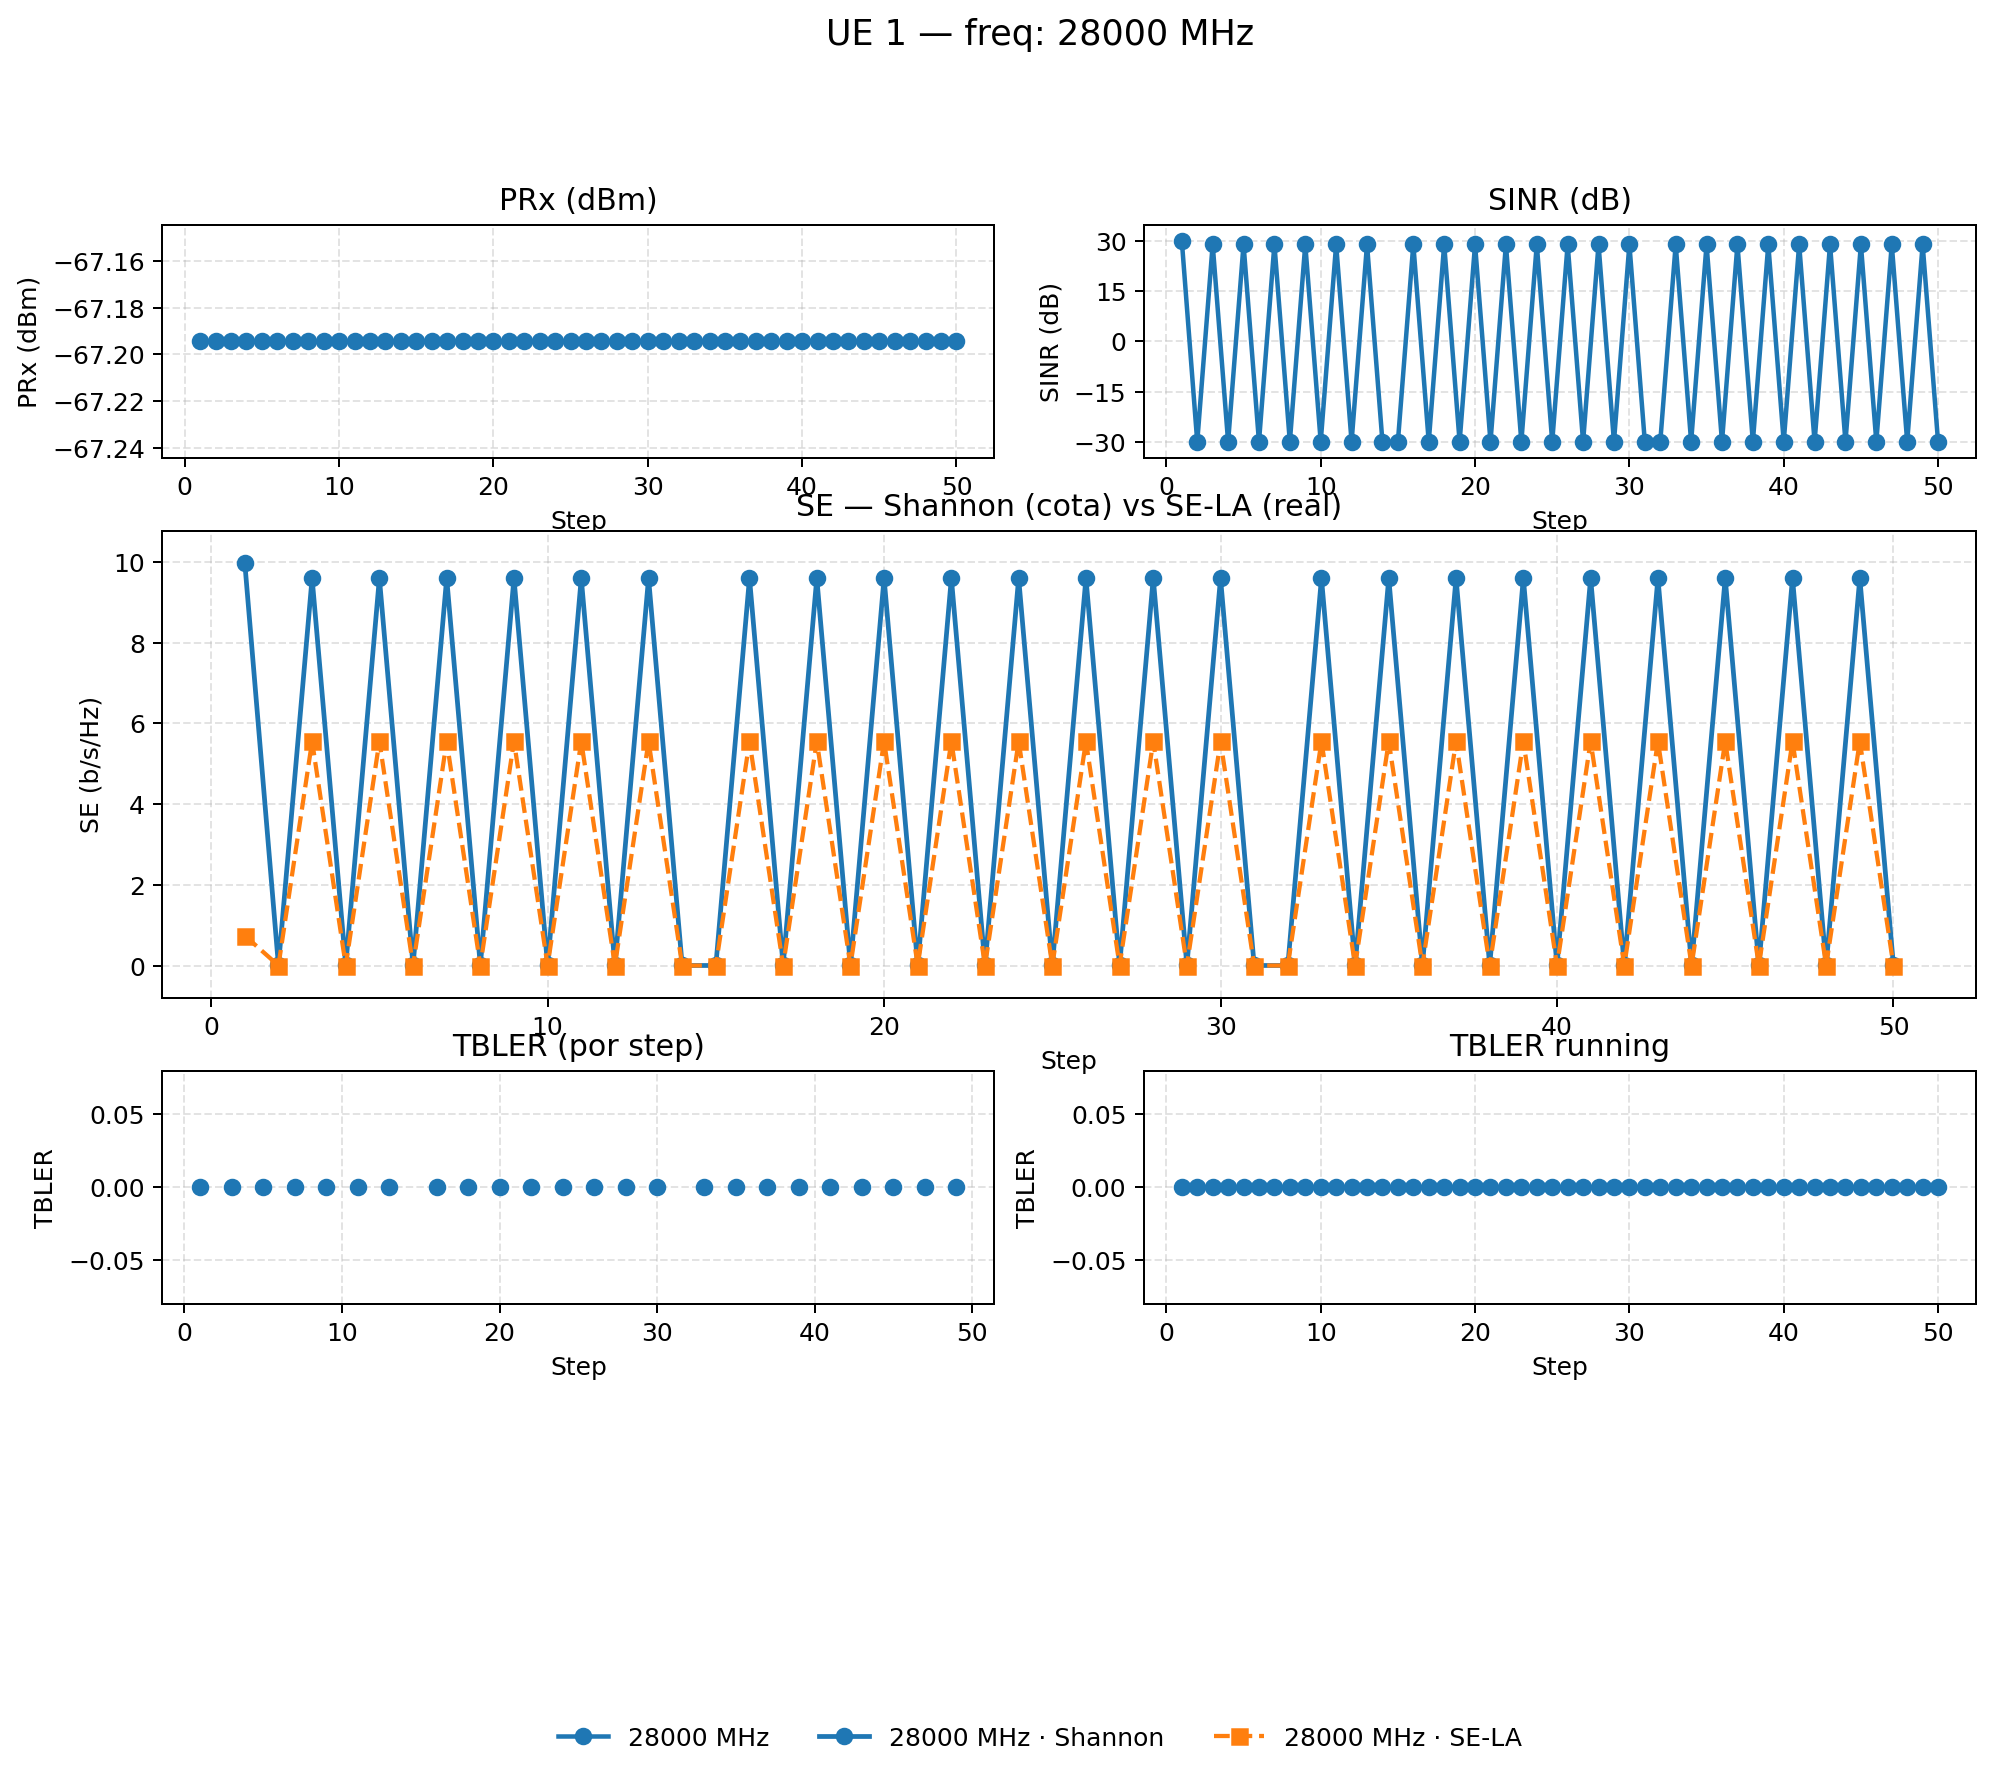 UE 1 — freq: 28000 MHz
PRx (dBm)
PRx (dBm)
−67.16
−67.18
−67.20
−67.22
−67.24
0 10 20 30 40 50
Step
SINR (dB)
SINR (dB)
30
15
0
−15
−30
0 10 20 30 40 50
Step
SE — Shannon (cota) vs SE-LA (real)
SE (b/s/Hz)
10
8
6
4
2
0
0 10 20 30 40 50
Step
TBLER (por step)
TBLER
0.05
0.00
−0.05
0 10 20 30 40 50
Step
TBLER running
TBLER
0.05
0.00
−0.05
0 10 20 30 40 50
Step
28000 MHz
28000 MHz · Shannon
28000 MHz · SE-LA